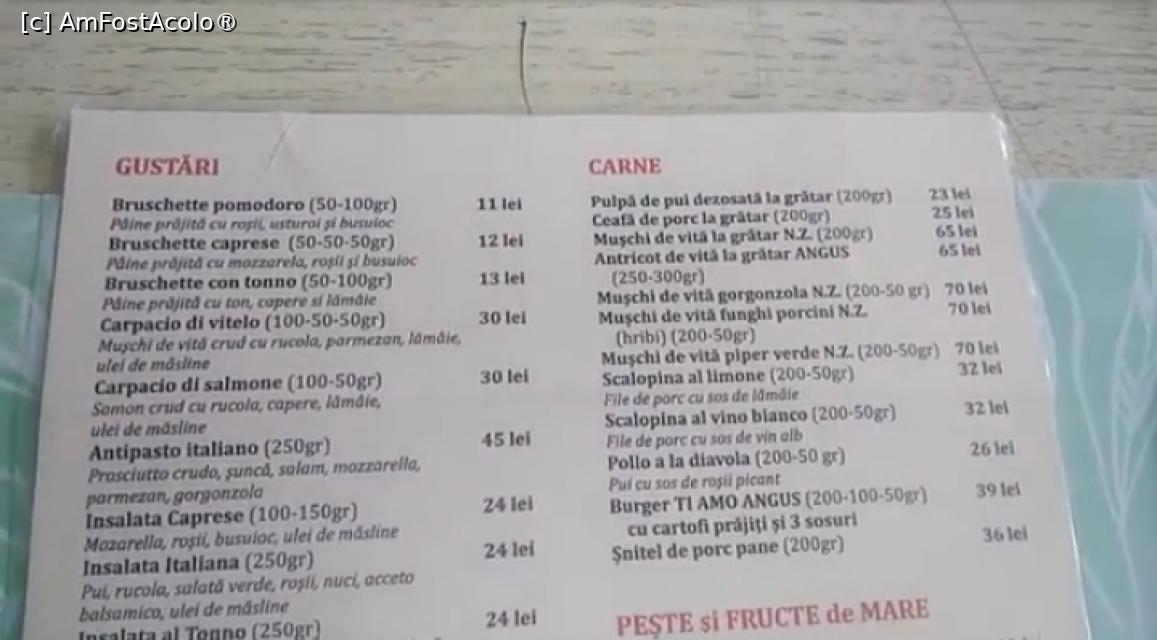 [c] AmFostAcolo®
GUSTĂRI
Bruschette pomodoro (50-100gr) 11 lei
Pâine prăjită cu roșii, usturoi și busuioc
Bruschette caprese (50-50-50gr) 12 lei
Pâine prăjită cu mozzarela, roșii și busuioc
Bruschette con tonno (50-100gr) 13 lei
Pâine prăjită cu ton, capere si lămâie
Carpacio di vitelo (100-50-50gr) 30 lei
Mușchi de vită crud cu rucola, parmezan, lămâie,
ulei de măsline
Carpacio di salmone (100-50gr) 30 lei
Somon crud cu rucola, capere, lămâie,
ulei de măsline
Antipasto italiano (250gr) 45 lei
Prosciutto crudo, șuncă, salam, mozzarella,
parmezan, gorgonzola
Insalata Caprese (100-150gr) 24 lei
Mozarella, roșii, busuioc, ulei de măsline
Insalata Italiana (250gr) 24 lei
Pui, rucola, salată verde, roșii, nuci, acceto
balsamico, ulei de măsline
Insalata al Tonno (250gr) 24 lei
CARNE
Pulpă de pui dezosată la grătar (200gr) 23 lei
Ceafă de porc la grătar (200gr) 25 lei
Mușchi de vită la grătar N.Z. (200gr) 65 lei
Antricot de vită la grătar ANGUS 65 lei
(250-300gr)
Mușchi de vită gorgonzola N.Z. (200-50 gr) 70 lei
Mușchi de vită funghi porcini N.Z. 70 lei
(hribi) (200-50gr)
Mușchi de vită piper verde N.Z. (200-50gr) 70 lei
Scalopina al limone (200-50gr) 32 lei
File de porc cu sos de lămâie
Scalopina al vino bianco (200-50gr) 32 lei
File de porc cu sos de vin alb
Pollo a la diavola (200-50 gr) 26 lei
Pui cu sos de roșii picant
Burger TI AMO ANGUS (200-100-50gr) 39 lei
cu cartofi prăjiți și 3 sosuri
Șnitel de porc pane (200gr) 36 lei
PEȘTE și FRUCTE de MARE